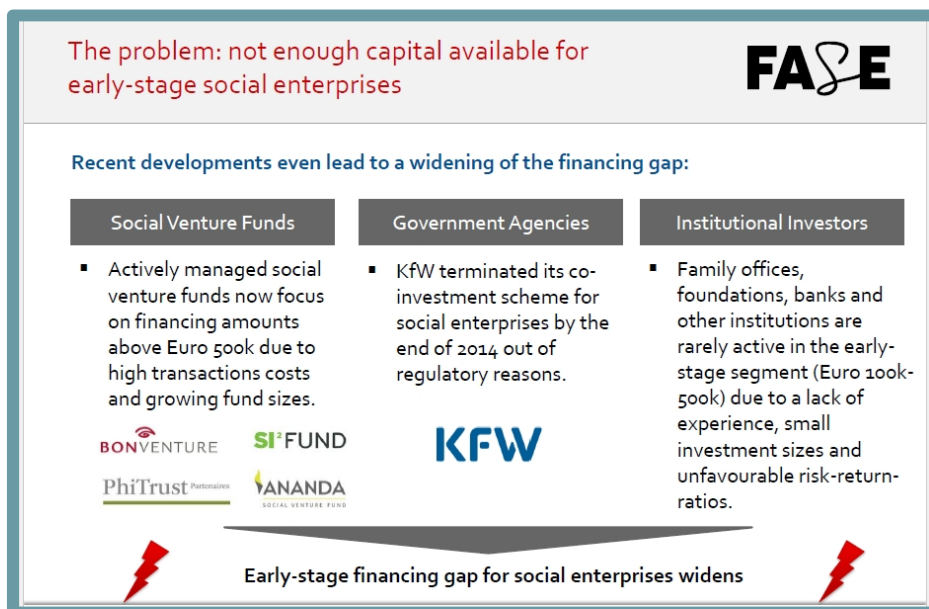 The problem: not enough capital available for
early-stage social enterprises
FASE
Recent developments even lead to a widening of the financing gap:
Social Venture Funds
▪ Actively managed social
venture funds now focus
on financing amounts
above Euro 500k due to
high transactions costs
and growing fund sizes.
BONVENTURE
SI² FUND
PhiTrust Partenaires
ANANDA
SOCIAL VENTURE FUND
Government Agencies
▪ KfW terminated its co-
investment scheme for
social enterprises by the
end of 2014 out of
regulatory reasons.
KFW
Institutional Investors
▪ Family offices,
foundations, banks and
other institutions are
rarely active in the early-
stage segment (Euro 100k-
500k) due to a lack of
experience, small
investment sizes and
unfavourable risk-return-
ratios.
Early-stage financing gap for social enterprises widens